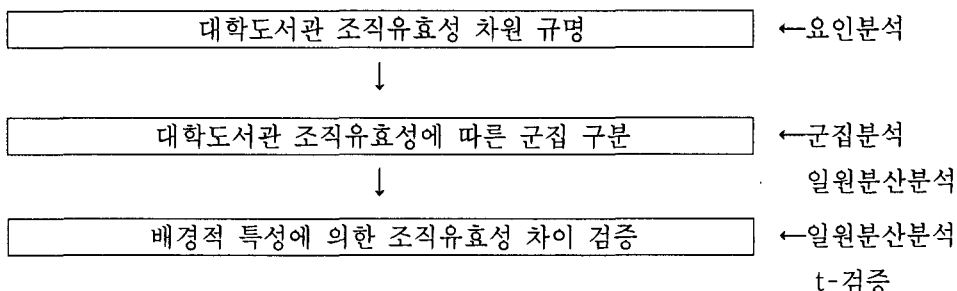 대학도서관 조직유효성 차원 규명 ←요인분석
↓
대학도서관 조직유효성에 따른 군집 구분 ←군집분석
일원분산분석
↓
배경적 특성에 의한 조직유효성 차이 검증 ←일원분산분석
t-검증